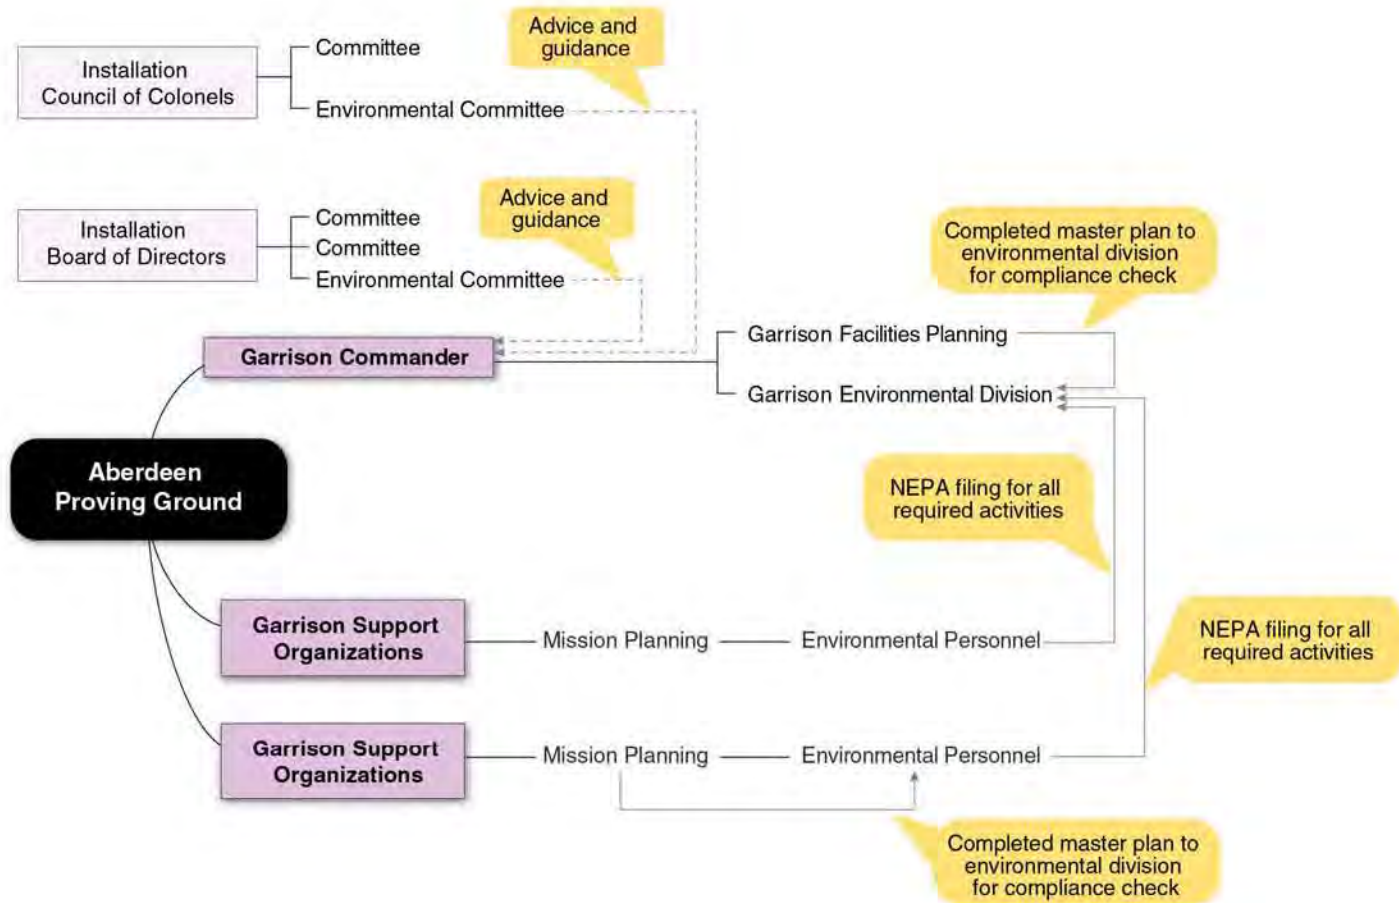 Advice and
guidance
Committee
Installation
Council of Colonels
Environmental Committee
Advice and
guidance
Committee
Installation
Board of Directors
Committee
Environmental Committee
Completed master plan to
environmental division
for compliance check
Garrison Commander
Garrison Facilities Planning
Garrison Environmental Division
Aberdeen
Proving Ground
NEPA filing for all
required activities
Garrison Support
Organizations
Mission Planning
Environmental Personnel
NEPA filing for all
required activities
Garrison Support
Organizations
Mission Planning
Environmental Personnel
Completed master plan to
environmental division
for compliance check